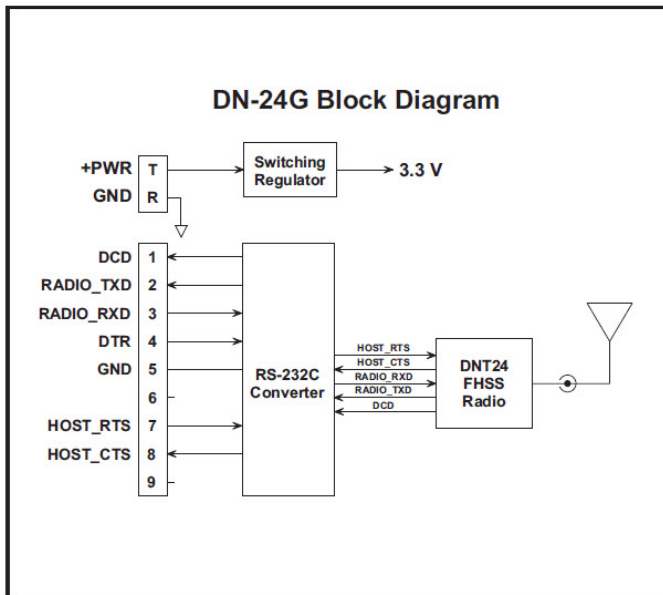 DN-24G Block Diagram
+PWR T
GND R
Switching
Regulator
3.3 V
DCD 1
RADIO_TXD 2
RADIO_RXD 3
DTR 4
GND 5
6
HOST_RTS 7
HOST_CTS 8
9
RS-232C
Converter
HOST_RTS
HOST_CTS
RADIO_RXD
RADIO_TXD
DCD
DNT24
FHSS
Radio